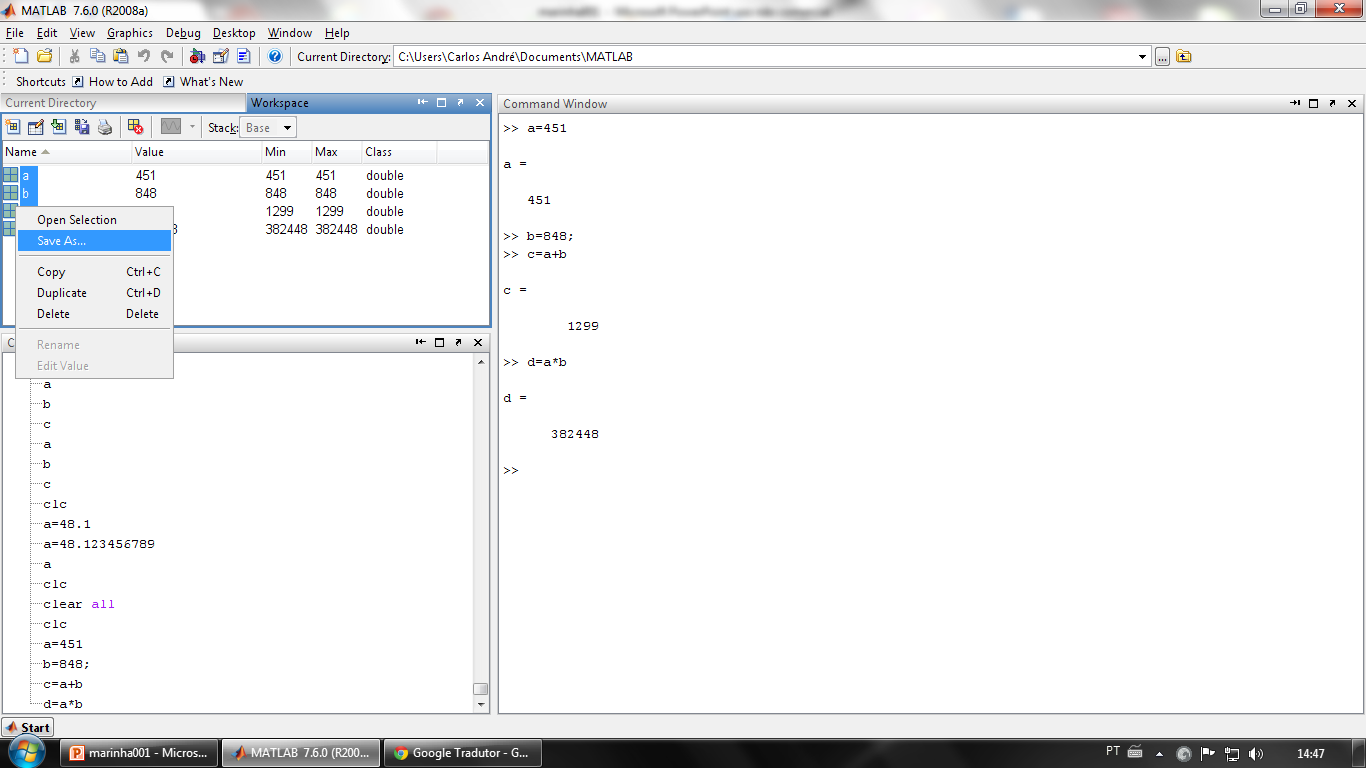 MATLAB 7.6.0 (R2008a)
File Edit View Graphics Debug Desktop Window Help
Current Directory: C:\Users\Carlos André\Documents\MATLAB ...
Shortcuts How to Add What's New
Current Directory Workspace
Stack: Base
Name Value Min Max Class
a 451 451 451 double
b 848 848 848 double
1299 1299 double
382448 382448 double
Open Selection
Save As...
Copy Ctrl+C
Duplicate Ctrl+D
Delete Delete
Rename
Edit Value
a
b
c
a
b
c
clc
a=48.1
a=48.123456789
a
clc
clear all
clc
a=451
b=848;
c=a+b
d=a*b
Command Window
>> a=451
a =
451
>> b=848;
>> c=a+b
c =
1299
>> d=a*b
d =
382448
>>
Start
marinha001 - Micros... MATLAB 7.6.0 (R200... Google Tradutor - G... PT 14:47